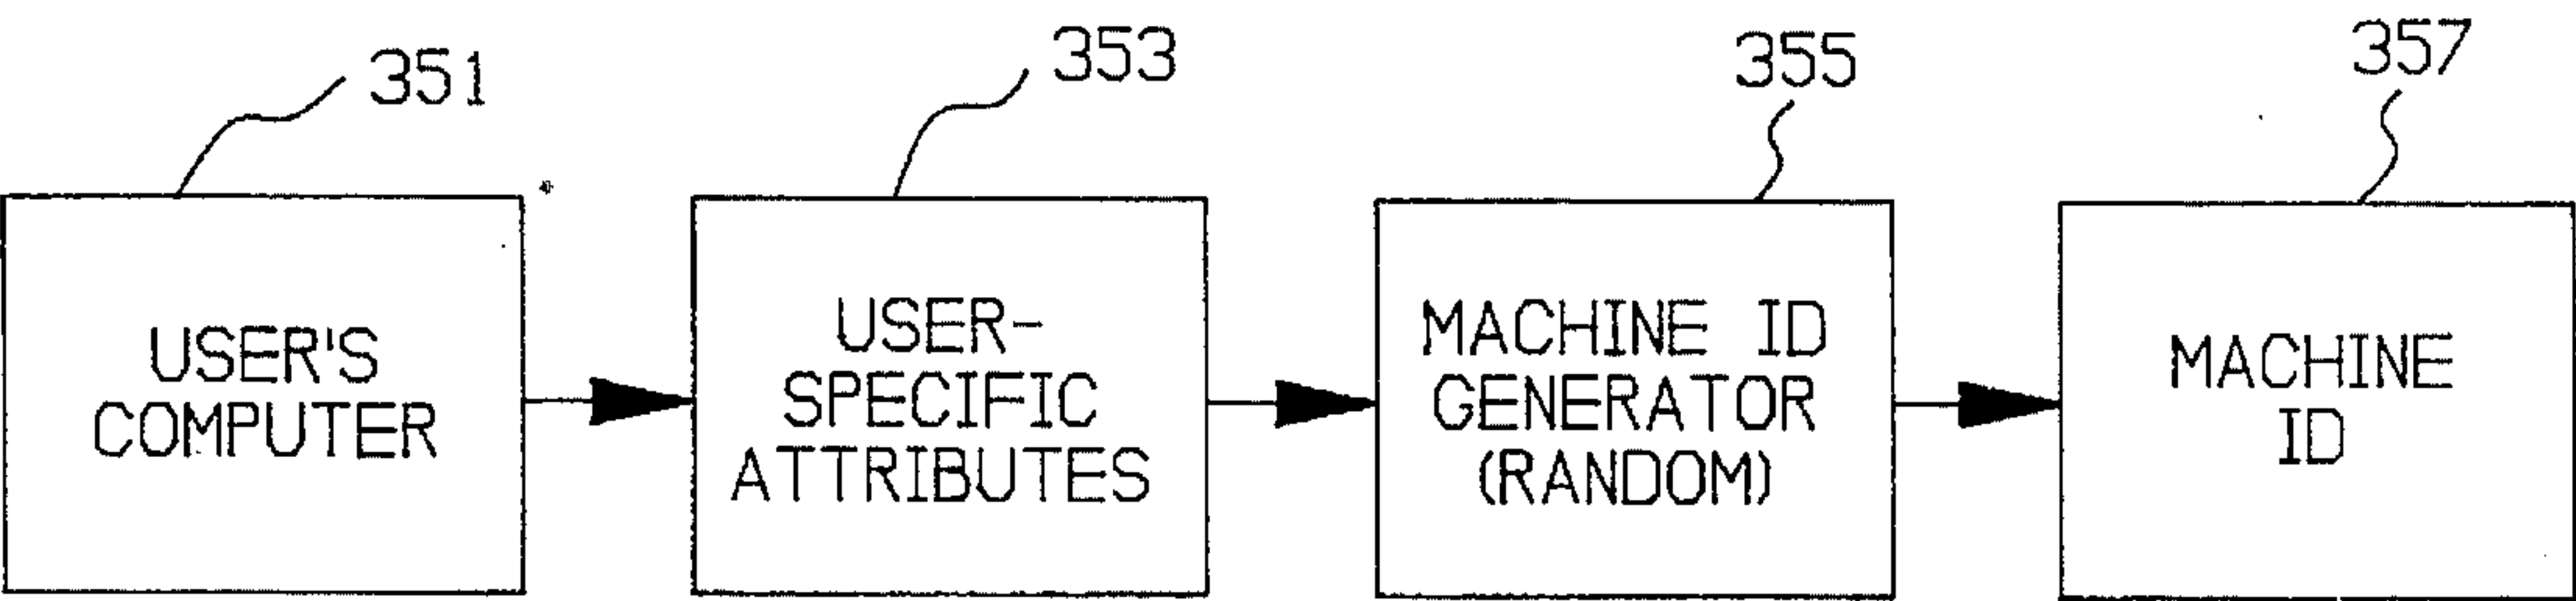 351
353
355
357
USER'S
COMPUTER
USER-
SPECIFIC
ATTRIBUTES
MACHINE ID
GENERATOR
(RANDOM)
MACHINE
ID